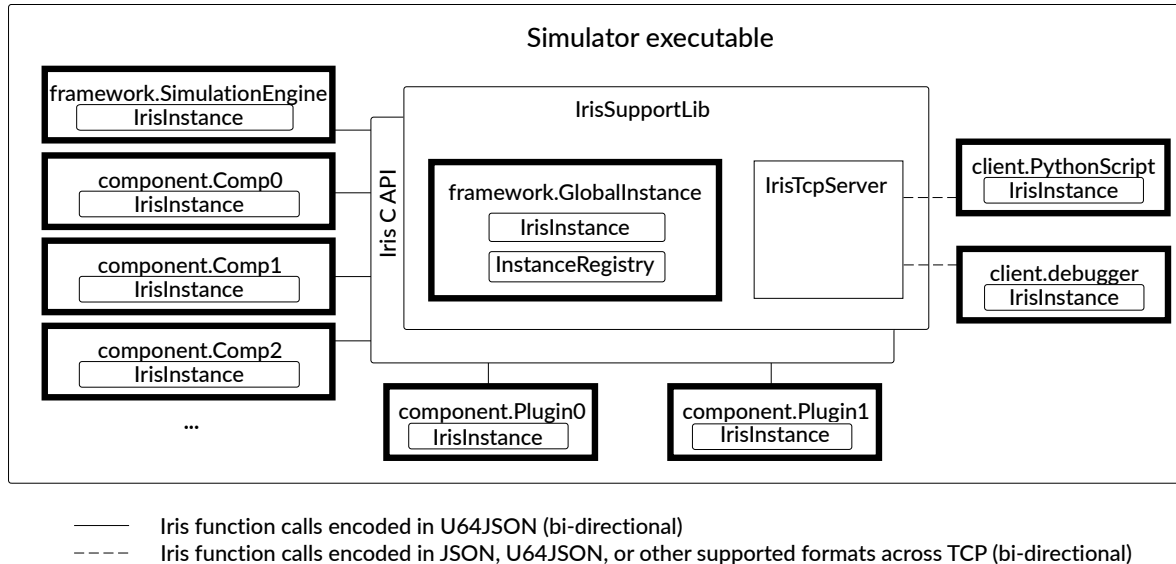 Simulator executable
framework.SimulationEngine
IrisInstance
component.Comp0
IrisInstance
component.Comp1
IrisInstance
component.Comp2
IrisInstance
...
Iris C API
IrisSupportLib
framework.GlobalInstance
IrisInstance
InstanceRegistry
IrisTcpServer
client.PythonScript
IrisInstance
client.debugger
IrisInstance
component.Plugin0
IrisInstance
component.Plugin1
IrisInstance
Iris function calls encoded in U64JSON (bi-directional)
Iris function calls encoded in JSON, U64JSON, or other supported formats across TCP (bi-directional)